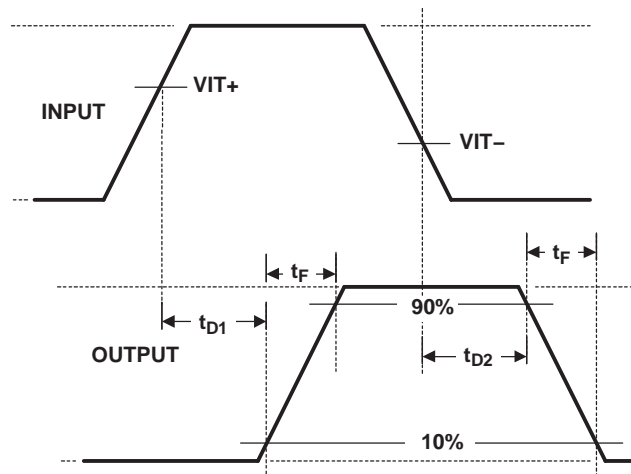 VIT+
INPUT
VIT–
tF
tF
90%
tD1
OUTPUT
tD2
10%